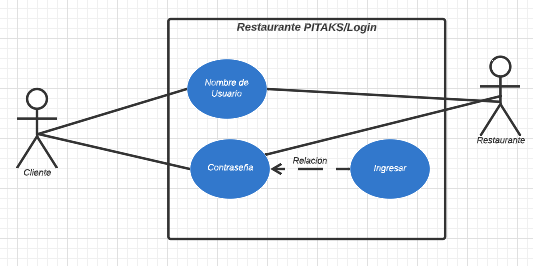 Restaurante PITAKS/Login
Nombre de
Usuario
Contraseña
Relacion
Ingresar
Cliente
Restaurante